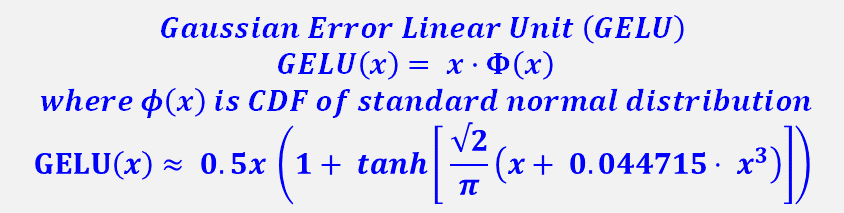 Gaussian Error Linear Unit (GELU)
GELU(x) = x · Φ(x)
where ϕ(x) is CDF of standard normal distribution
GELU(x) ≈ 0.5x (1 + tanh[√2/π (x + 0.044715 · x³)])